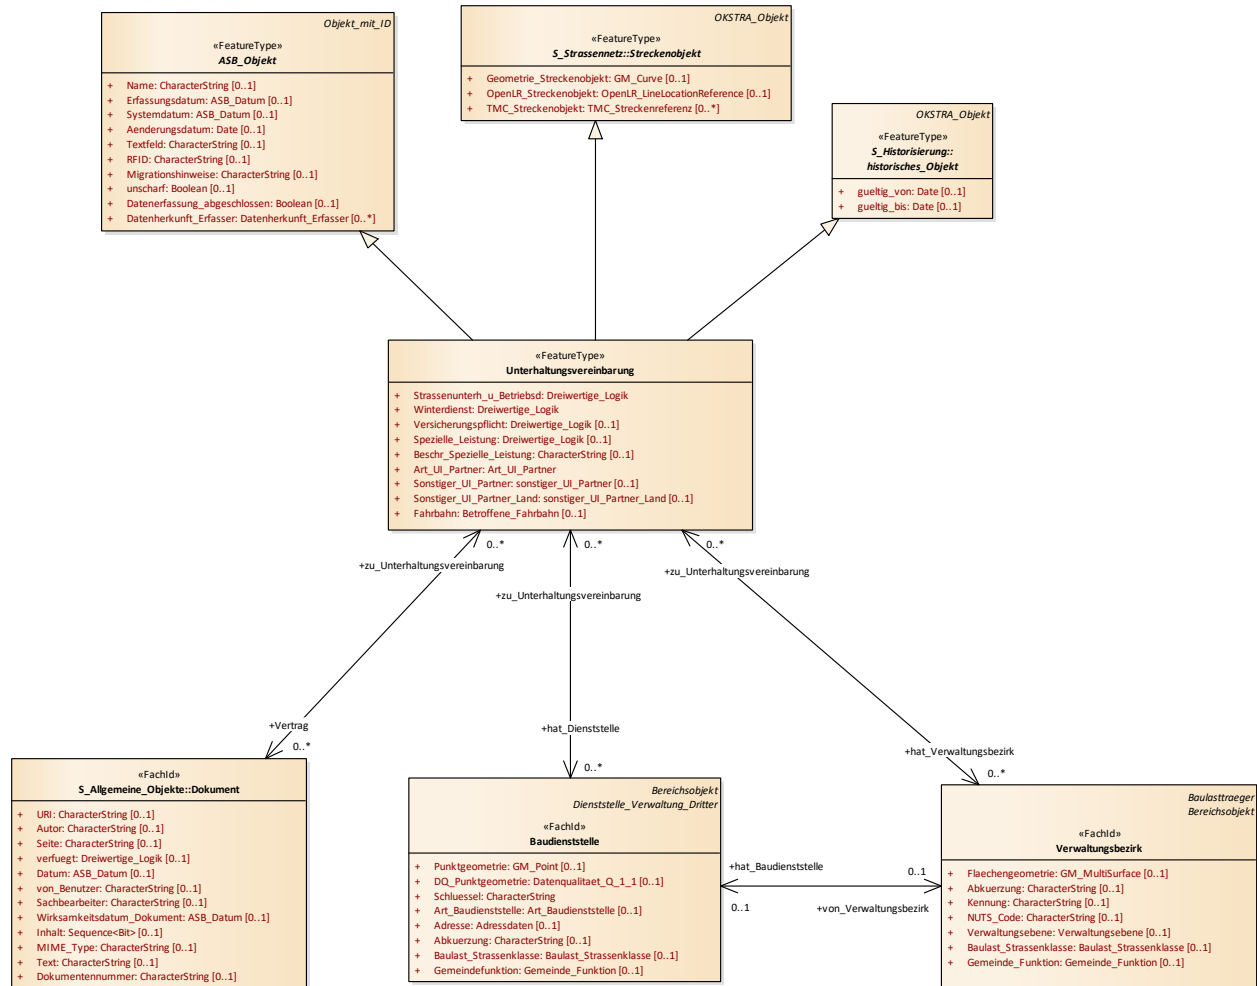 Objekt_mit_ID
«FeatureType»
ASB_Objekt
+ Name: CharacterString [0..1]
+ Erfassungsdatum: ASB_Datum [0..1]
+ Systemdatum: ASB_Datum [0..1]
+ Aenderungsdatum: Date [0..1]
+ Textfeld: CharacterString [0..1]
+ RFID: CharacterString [0..1]
+ Migrationshinweise: CharacterString [0..1]
+ unscharf: Boolean [0..1]
+ Datenerfassung_abgeschlossen: Boolean [0..1]
+ Datenherkunft_Erfasser: Datenherkunft_Erfasser [0..*]
OKSTRA_Objekt
«FeatureType»
S_Strassennetz::Streckenobjekt
+ Geometrie_Streckenobjekt: GM_Curve [0..1]
+ OpenLR_Streckenobjekt: OpenLR_LineLocationReference [0..1]
+ TMC_Streckenobjekt: TMC_Streckenreferenz [0..*]
OKSTRA_Objekt
«FeatureType»
S_Historisierung::
historisches_Objekt
+ gueltig_von: Date [0..1]
+ gueltig_bis: Date [0..1]
«FeatureType»
Unterhaltungsvereinbarung
+ Strassenunterh_u_Betriebsd: Dreiwertige_Logik
+ Winterdienst: Dreiwertige_Logik
+ Versicherungspflicht: Dreiwertige_Logik [0..1]
+ Spezielle_Leistung: Dreiwertige_Logik [0..1]
+ Beschr_Spezielle_Leistung: CharacterString [0..1]
+ Art_UI_Partner: Art_UI_Partner
+ Sonstiger_UI_Partner: sonstiger_UI_Partner [0..1]
+ Sonstiger_UI_Partner_Land: sonstiger_UI_Partner_Land [0..1]
+ Fahrbahn: Betroffene_Fahrbahn [0..1]
0..*
0..*
0..*
+zu_Unterhaltungsvereinbarung
+zu_Unterhaltungsvereinbarung
+zu_Unterhaltungsvereinbarung
+Vertrag
0..*
+hat_Dienststelle
0..*
+hat_Verwaltungsbezirk
0..*
«FachId»
S_Allgemeine_Objekte::Dokument
+ URI: CharacterString [0..1]
+ Autor: CharacterString [0..1]
+ Seite: CharacterString [0..1]
+ verfuegt: Dreiwertige_Logik [0..1]
+ Datum: ASB_Datum [0..1]
+ von_Benutzer: CharacterString [0..1]
+ Sachbearbeiter: CharacterString [0..1]
+ Wirksamkeitsdatum_Dokument: ASB_Datum [0..1]
+ Inhalt: Sequence<Bit> [0..1]
+ MIME_Type: CharacterString [0..1]
+ Text: CharacterString [0..1]
+ Dokumentennummer: CharacterString [0..1]
Bereichsobjekt
Dienststelle_Verwaltung_Dritter
«FachId»
Baudienststelle
+ Punktgeometrie: GM_Point [0..1]
+ DQ_Punktgeometrie: Datenqualitaet_Q_1_1 [0..1]
+ Schluessel: CharacterString
+ Art_Baudienststelle: Art_Baudienststelle [0..1]
+ Adresse: Adressdaten [0..1]
+ Abkuerzung: CharacterString [0..1]
+ Baulast_Strassenklasse: Baulast_Strassenklasse [0..1]
+ Gemeindefunktion: Gemeinde_Funktion [0..1]
+hat_Baudienststelle
0..1
0..1
+von_Verwaltungsbezirk
Baulasttraeger
Bereichsobjekt
«FachId»
Verwaltungsbezirk
+ Flaechengeometrie: GM_MultiSurface [0..1]
+ Abkuerzung: CharacterString [0..1]
+ Kennung: CharacterString [0..1]
+ NUTS_Code: CharacterString [0..1]
+ Verwaltungsebene: Verwaltungsebene [0..1]
+ Baulast_Strassenklasse: Baulast_Strassenklasse [0..1]
+ Gemeinde_Funktion: Gemeinde_Funktion [0..1]